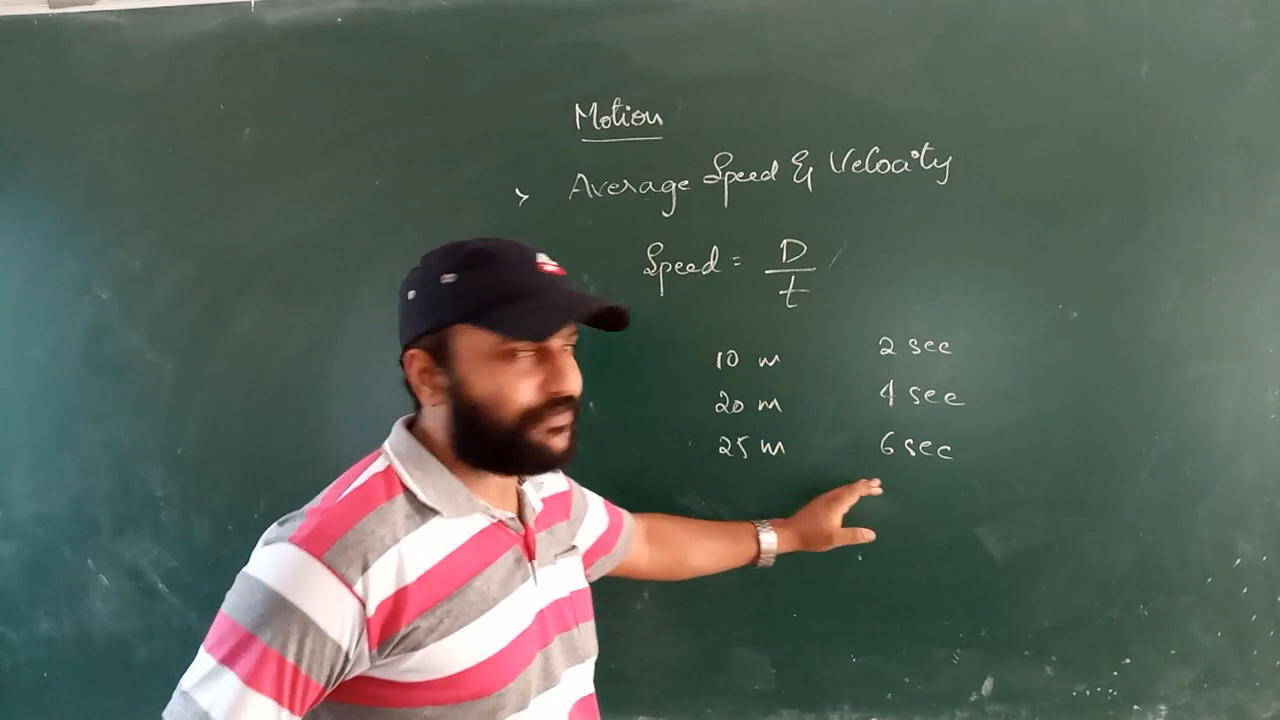 Motion
> Average Speed & Velocity
Speed = D/t
10 m 2 sec
20 m 4 sec
25 m 6 sec